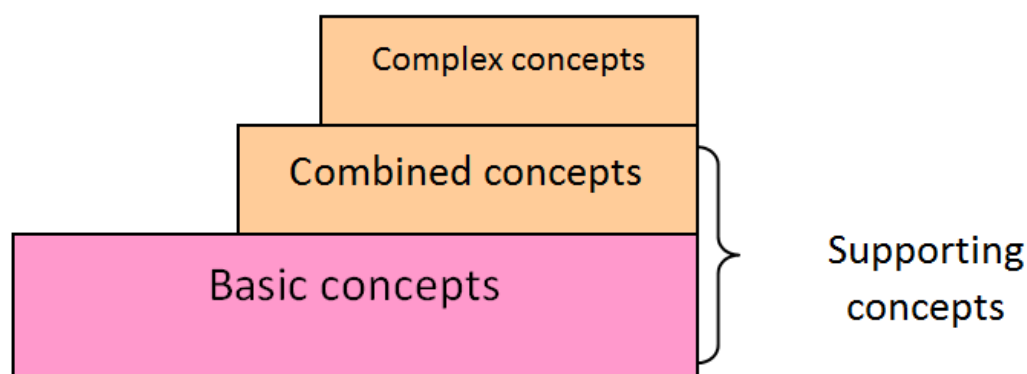 Complex concepts
Combined concepts
Basic concepts
Supporting
concepts